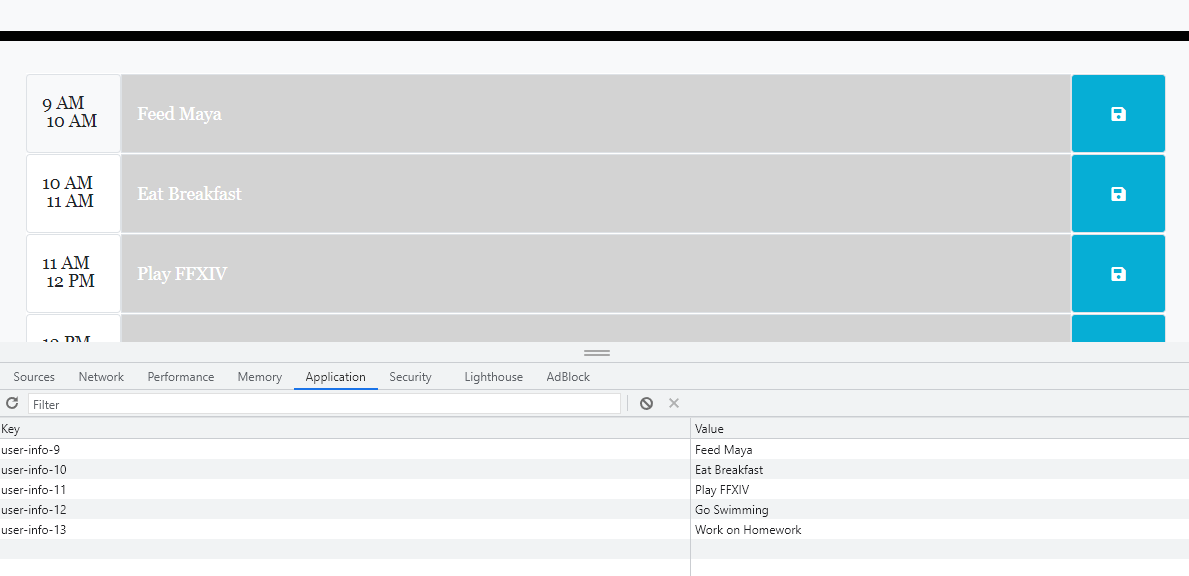 9 AM
10 AM
Feed Maya
10 AM
11 AM
Eat Breakfast
11 AM
12 PM
Play FFXIV
12 PM
Sources Network Performance Memory Application Security Lighthouse AdBlock
Filter
Key Value
user-info-9 Feed Maya
user-info-10 Eat Breakfast
user-info-11 Play FFXIV
user-info-12 Go Swimming
user-info-13 Work on Homework